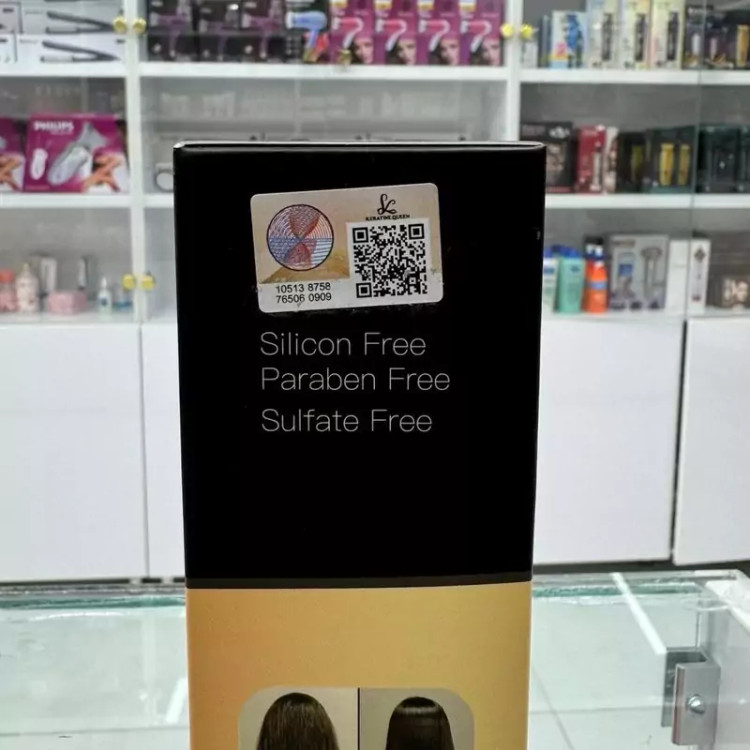 KERATINE QUEEN
10513 8758
76506 0909
Silicon Free
Paraben Free
Sulfate Free
PHILIPS